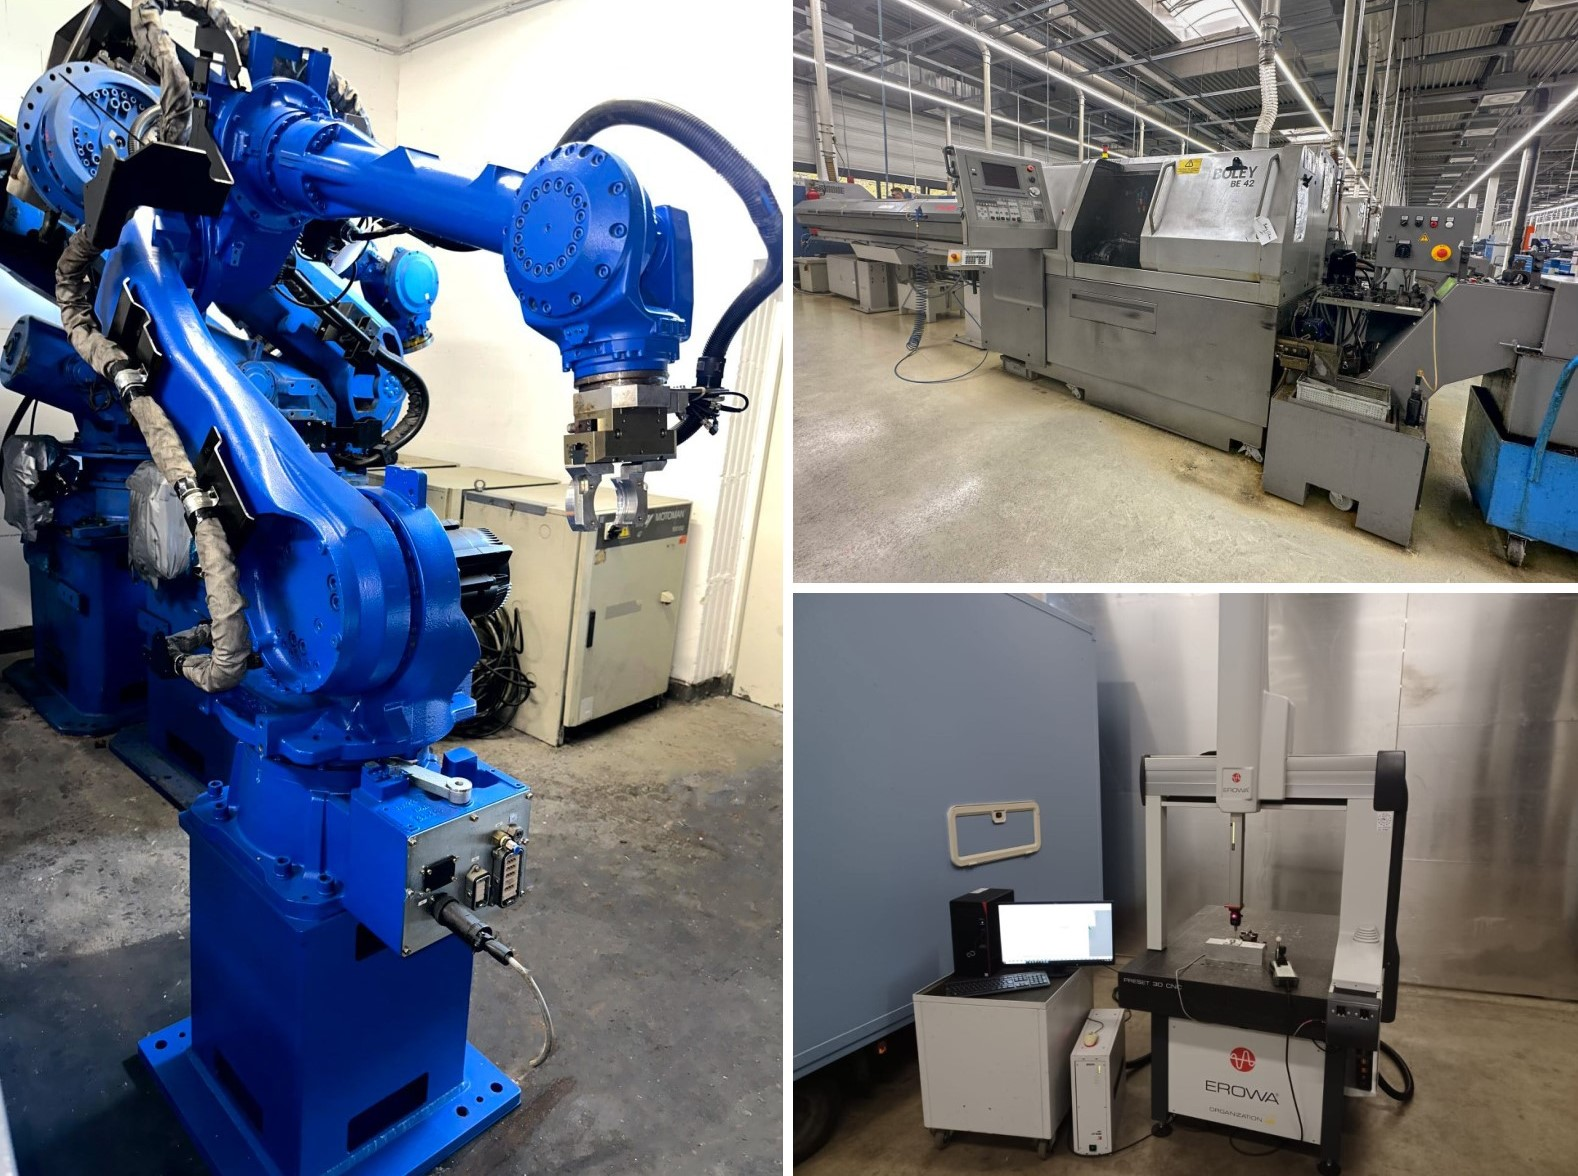 MOTOMAN
BOLEY
BE 42
EROWA
PRESET 3D CNC
EROWA
ORGANIZATION